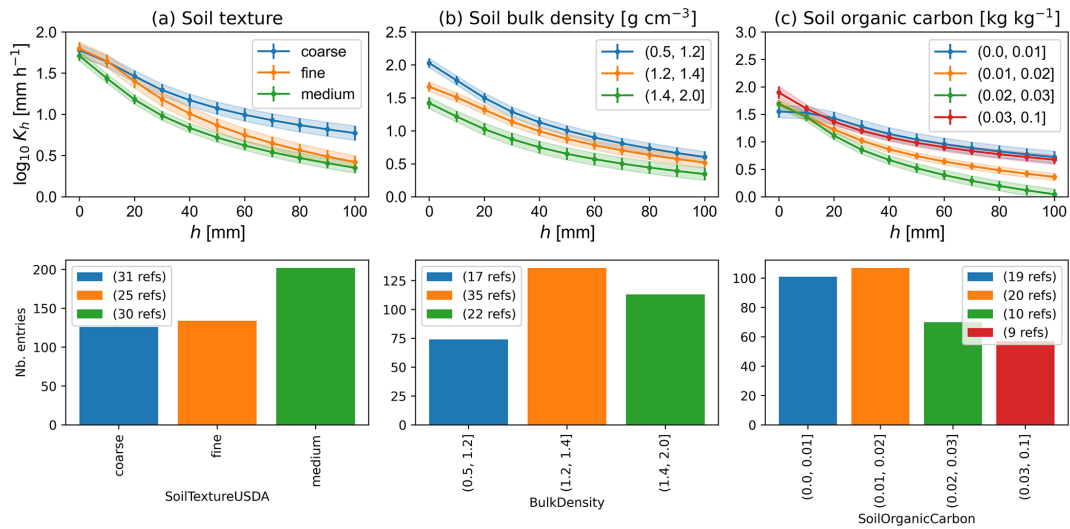 (a) Soil texture
(b) Soil bulk density [g cm⁻³]
(c) Soil organic carbon [kg kg⁻¹]
log₁₀ Kₕ [mm h⁻¹]
2.0
1.5
1.0
0.5
0.0
coarse
fine
medium
0 20 40 60 80 100
h [mm]
2.5
2.0
1.5
1.0
0.5
0.0
(0.5, 1.2]
(1.2, 1.4]
(1.4, 2.0]
0 20 40 60 80 100
h [mm]
3.0
2.5
2.0
1.5
1.0
0.5
0.0
(0.0, 0.01]
(0.01, 0.02]
(0.02, 0.03]
(0.03, 0.1]
0 20 40 60 80 100
h [mm]
Nb. entries
200
150
100
50
0
(31 refs)
(25 refs)
(30 refs)
coarse
fine
medium
SoilTextureUSDA
125
100
75
50
25
0
(17 refs)
(35 refs)
(22 refs)
(0.5, 1.2]
(1.2, 1.4]
(1.4, 2.0]
BulkDensity
100
80
60
40
20
0
(19 refs)
(20 refs)
(10 refs)
(9 refs)
(0.0, 0.01]
(0.01, 0.02]
(0.02, 0.03]
(0.03, 0.1]
SoilOrganicCarbon